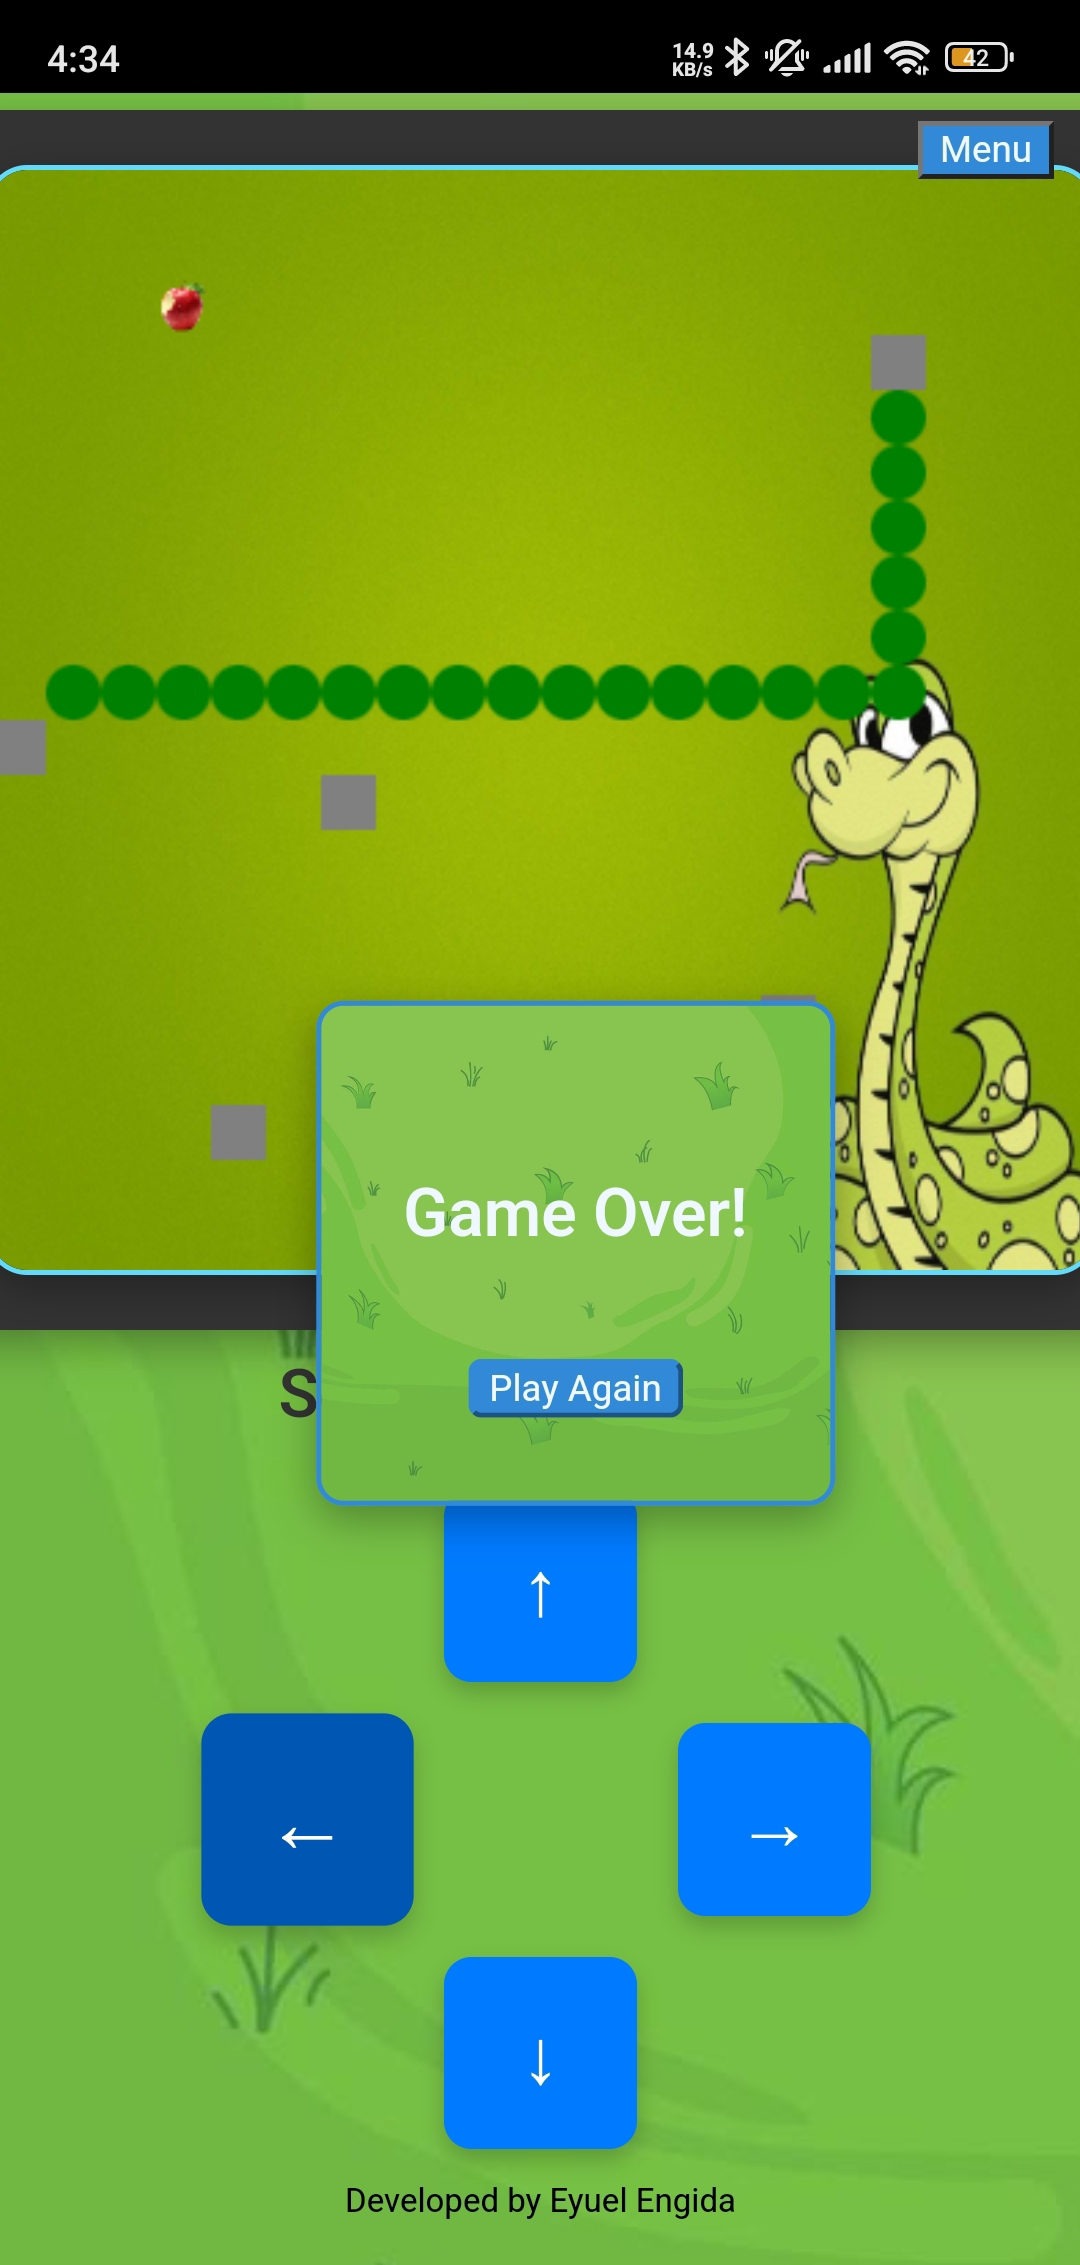 4:34
14.9
KB/s
42
Menu
Game Over!
S
Play Again
↑
←
→
↓
Developed by Eyuel Engida